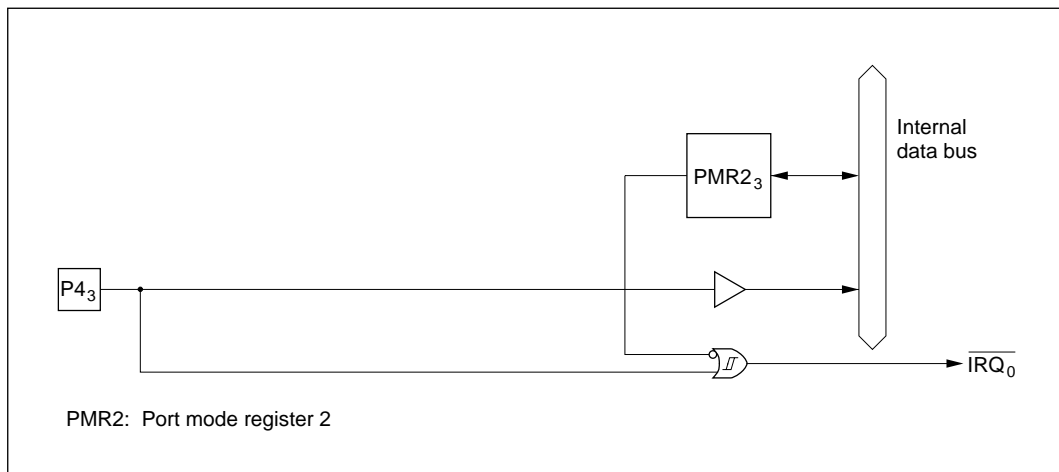 Internal
data bus
PMR2₃
P4₃
IRQ₀
PMR2: Port mode register 2